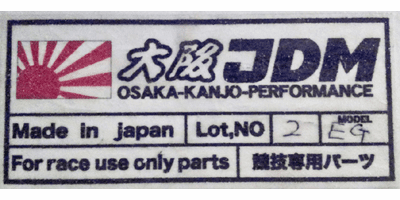 大阪 JDM
OSAKA-KANJO-PERFORMANCE
Made in japan Lot,NO 2 MODEL EG
For race use only parts 競技専用パーツ